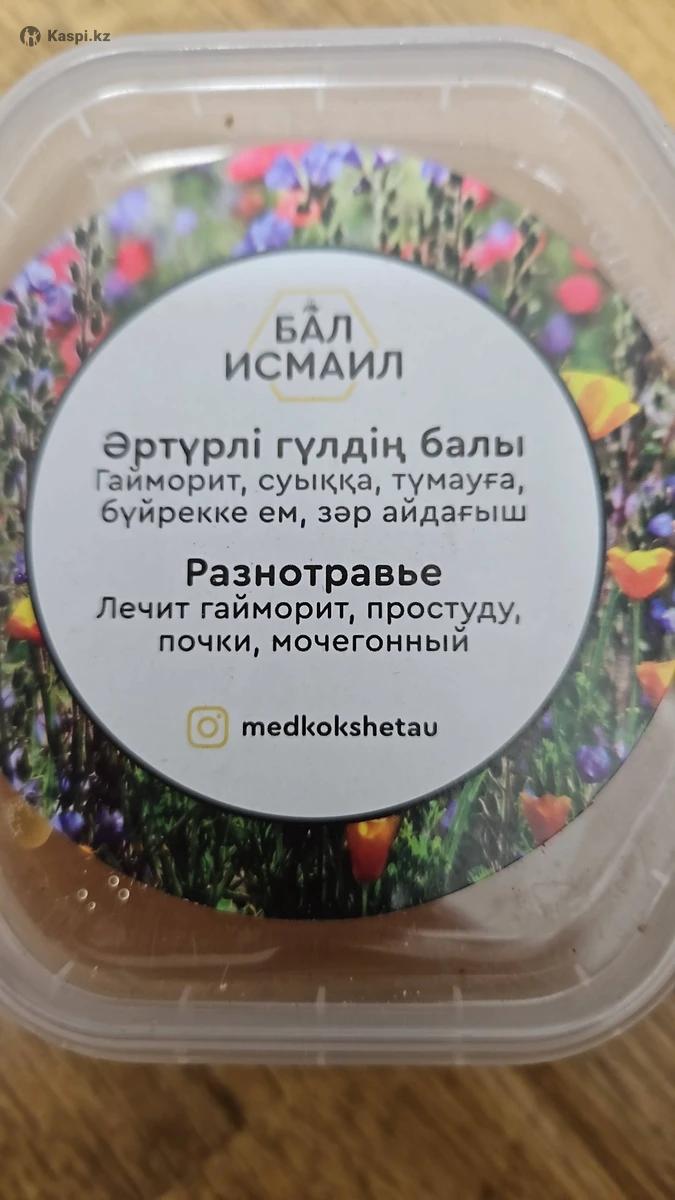 Kaspi.kz
БАЛ
ИСМАИЛ
Әртүрлі гүлдің балы
Гайморит, суыққа, тұмауға,
бүйрекке ем, зәр айдағыш
Разнотравье
Лечит гайморит, простуду,
почки, мочегонный
medkokshetau